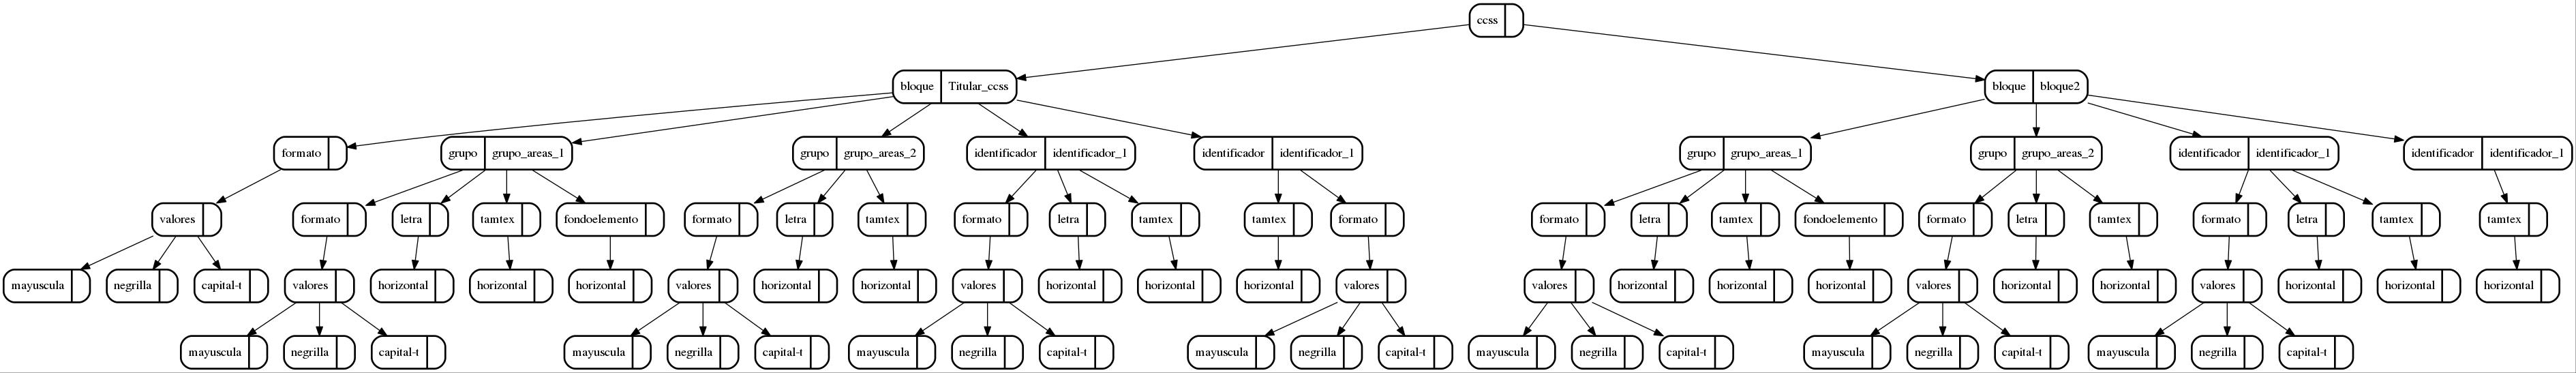 ccss
bloque Titular_ccss bloque bloque2
formato grupo grupo_areas_1 grupo grupo_areas_2 identificador identificador_1 identificador identificador_1 grupo grupo_areas_1 grupo grupo_areas_2 identificador identificador_1 identificador identificador_1
valores formato letra tamtex fondoelemento formato letra tamtex formato letra tamtex tamtex formato formato letra tamtex fondoelemento formato letra tamtex formato letra tamtex tamtex
mayuscula negrilla capital-t valores horizontal horizontal horizontal valores horizontal horizontal valores horizontal horizontal horizontal valores valores horizontal horizontal horizontal valores horizontal horizontal valores horizontal horizontal horizontal
mayuscula negrilla capital-t mayuscula negrilla capital-t mayuscula negrilla capital-t mayuscula negrilla capital-t mayuscula negrilla capital-t mayuscula negrilla capital-t mayuscula negrilla capital-t